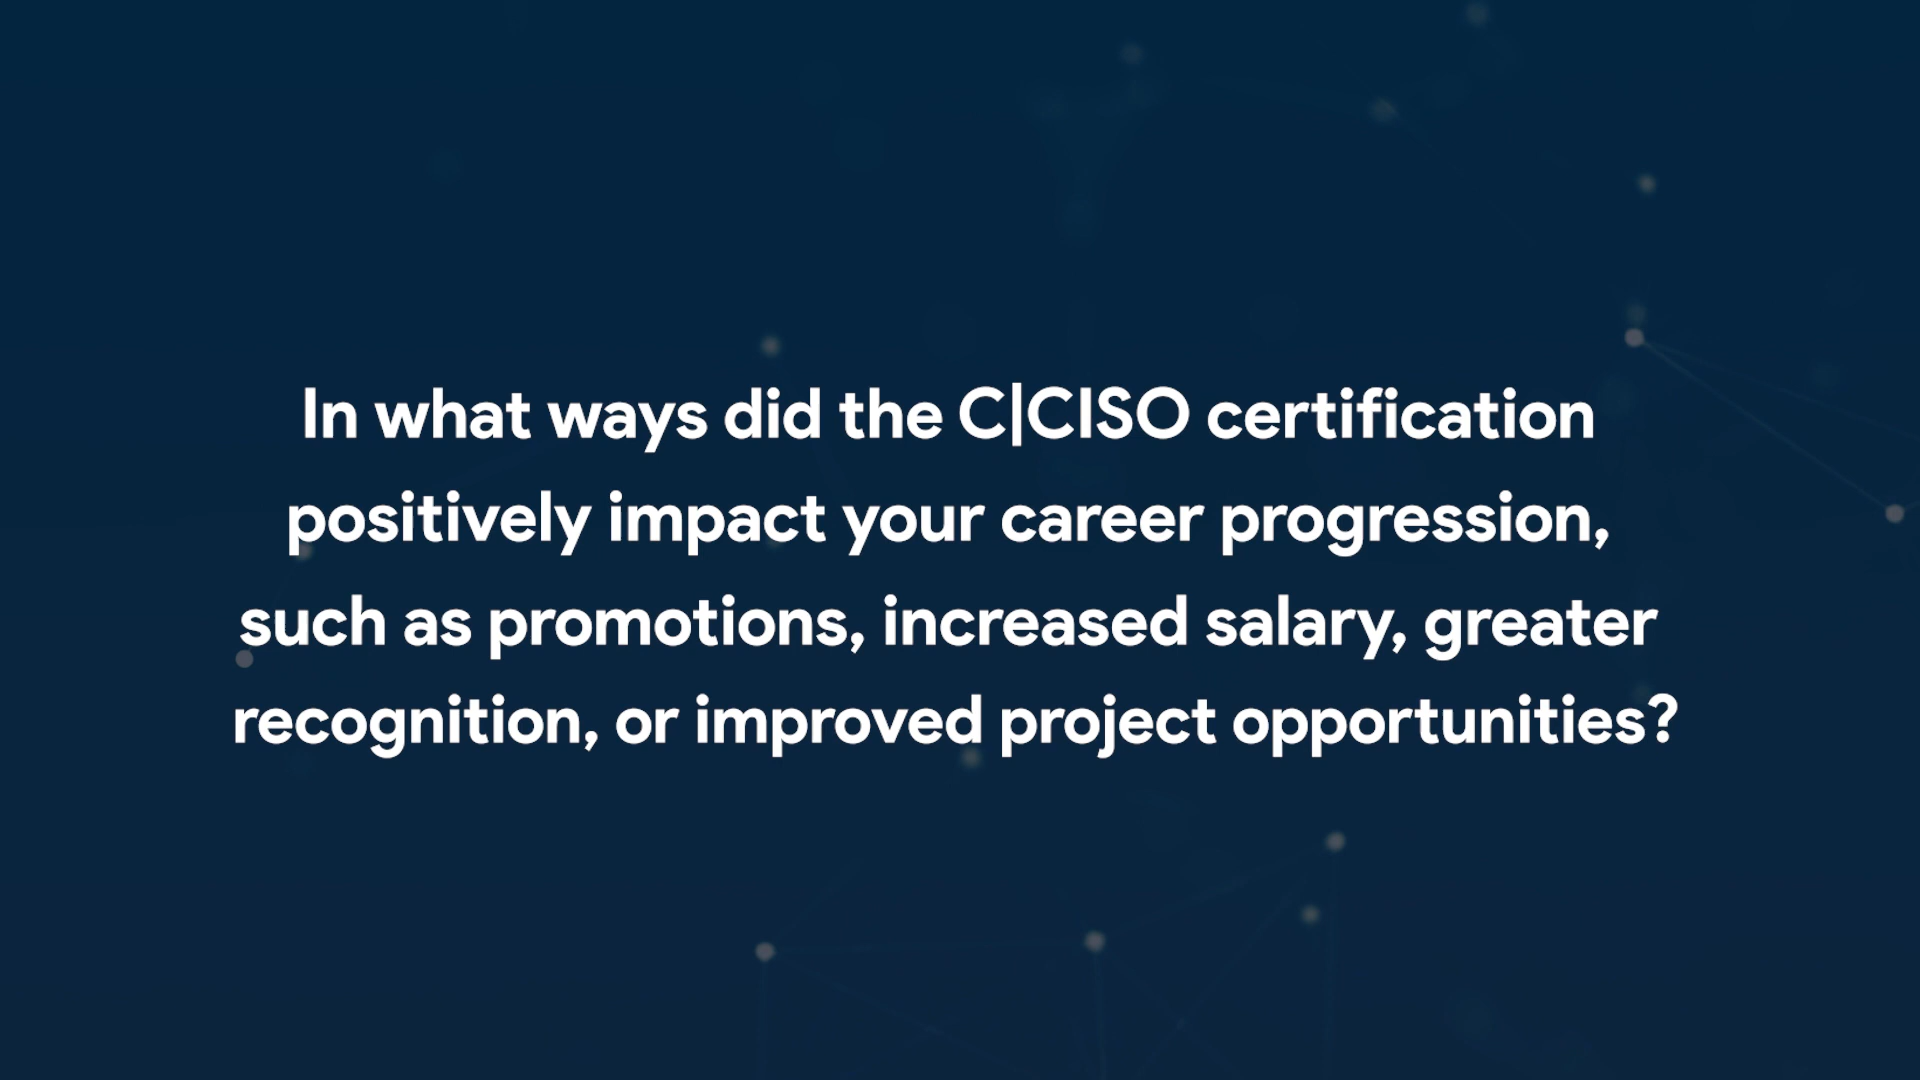 In what ways did the C|CISO certification
positively impact your career progression,
such as promotions, increased salary, greater
recognition, or improved project opportunities?